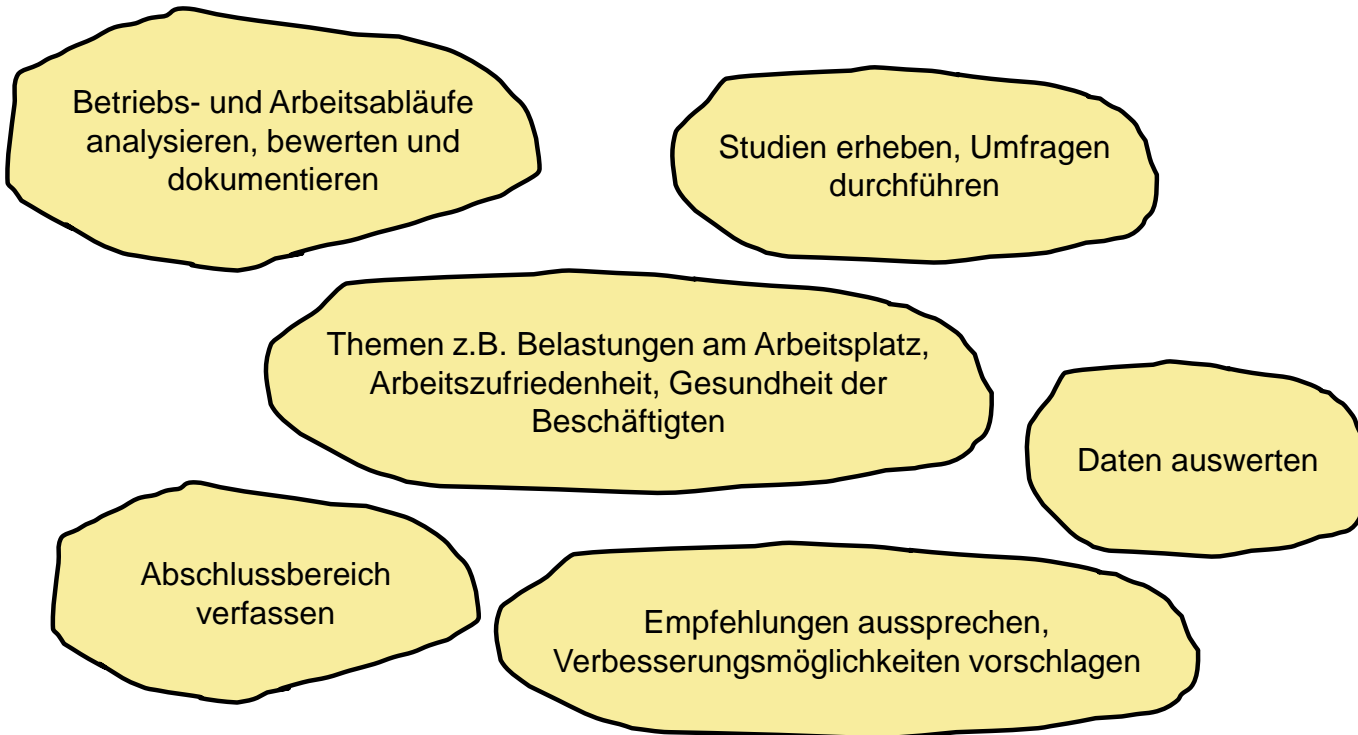 Betriebs- und Arbeitsabläufe
analysieren, bewerten und
dokumentieren
Studien erheben, Umfragen
durchführen
Themen z.B. Belastungen am Arbeitsplatz,
Arbeitszufriedenheit, Gesundheit der
Beschäftigten
Daten auswerten
Abschlussbereich
verfassen
Empfehlungen aussprechen,
Verbesserungsmöglichkeiten vorschlagen